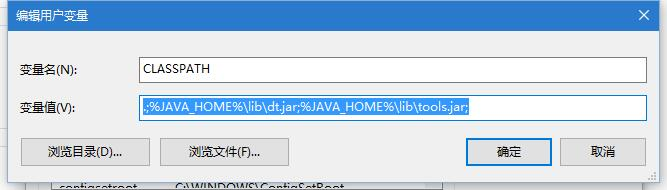 编辑用户变量
变量名(N):
CLASSPATH
变量值(V):
.;%JAVA_HOME%\lib\dt.jar;%JAVA_HOME%\lib\tools.jar;
浏览目录(D)...
浏览文件(F)...
确定
取消
configsetroot
C:\WINDOWS\ConfigSetRoot